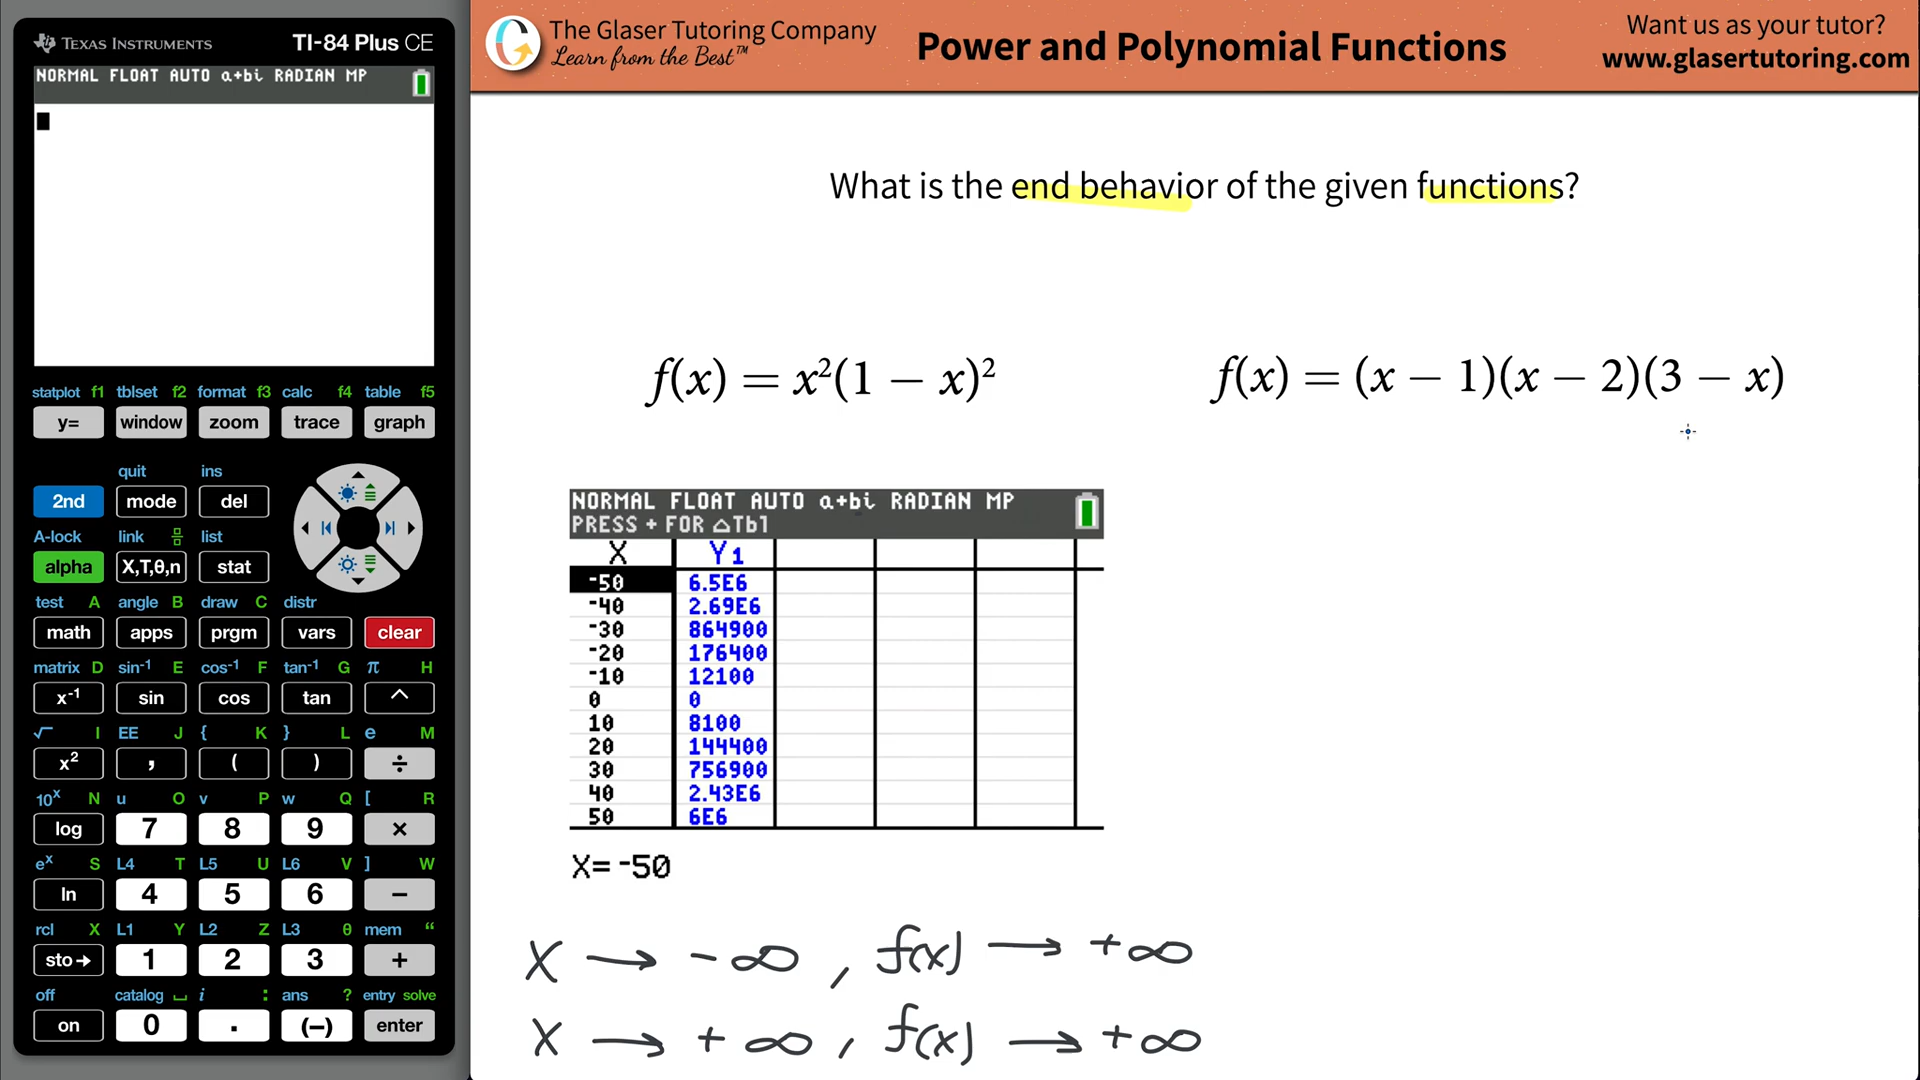 TEXAS INSTRUMENTS TI-84 Plus CE
NORMAL FLOAT AUTO a+bi RADIAN MP
statplot f1 tblset f2 format f3 calc f4 table f5
y= window zoom trace graph
quit ins
2nd mode del
A-lock link list
alpha X,T,θ,n stat
test A angle B draw C distr
math apps prgm vars clear
matrix D sin⁻¹ E cos⁻¹ F tan⁻¹ G π H
x⁻¹ sin cos tan ^
√ I EE J { K } L e M
x² , ( ) ÷
10ˣ N u O v P w Q [ R
log 7 8 9 ×
eˣ S L4 T L5 U L6 V ] W
ln 4 5 6 −
rcl X L1 Y L2 Z L3 θ mem “
sto→ 1 2 3 +
off catalog ⎵ i : ans ? entry solve
on 0 . (−) enter
The Glaser Tutoring Company
Learn from the Best™
Power and Polynomial Functions
Want us as your tutor?
www.glasertutoring.com
What is the end behavior of the given functions?
f(x) = x²(1 − x)²
f(x) = (x − 1)(x − 2)(3 − x)
NORMAL FLOAT AUTO a+bi RADIAN MP
PRESS + FOR △Tbl
X Y1
-50 6.5E6
-40 2.69E6
-30 864900
-20 176400
-10 12100
0 0
10 8100
20 144400
30 756900
40 2.43E6
50 6E6
X= -50
X → -∞ , f(x) → +∞
X → +∞ , f(x) → +∞